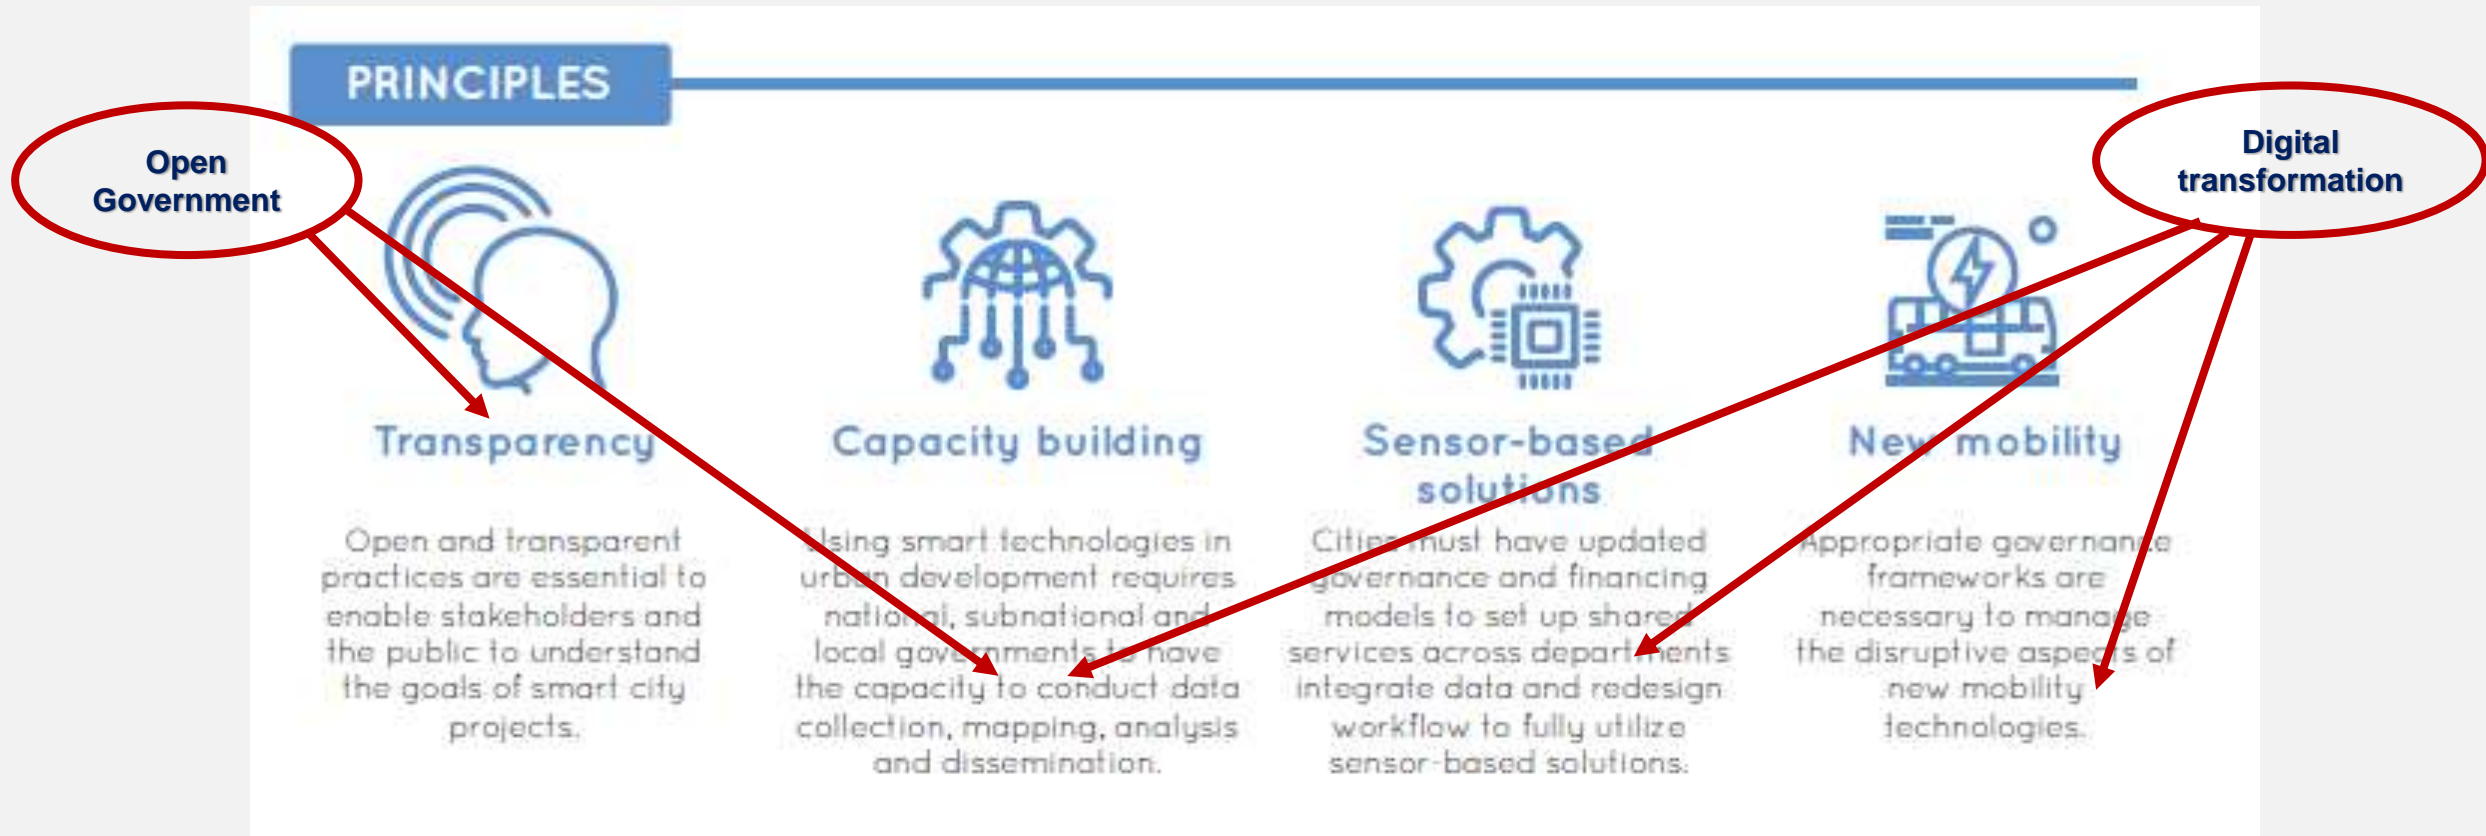 PRINCIPLES
Open
Government
Digital
transformation
Transparency
Open and transparent
practices are essential to
enable stakeholders and
the public to understand
the goals of smart city
projects.
Capacity building
Using smart technologies in
urban development requires
national, subnational and
local governments to have
the capacity to conduct data
collection, mapping, analysis
and dissemination.
Sensor-based
solutions
Cities must have updated
governance and financing
models to set up shared
services across departments
integrate data and redesign
workflow to fully utilize
sensor-based solutions.
New mobility
Appropriate governance
frameworks are
necessary to manage
the disruptive aspects of
new mobility
technologies.